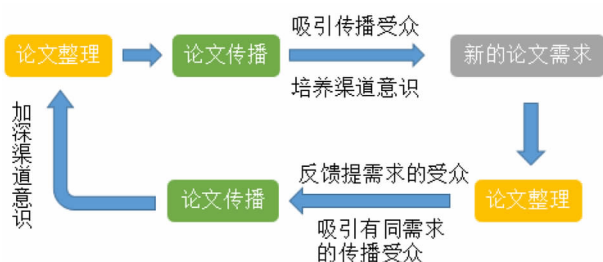 论文整理
论文传播
吸引传播受众
培养渠道意识
新的论文需求
加深渠道意识
论文传播
反馈提需求的受众
吸引有同需求
的传播受众
论文整理